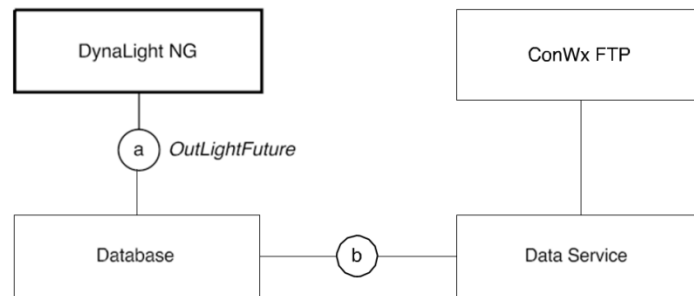 DynaLight NG
ConWx FTP
a
OutLightFuture
Database
b
Data Service